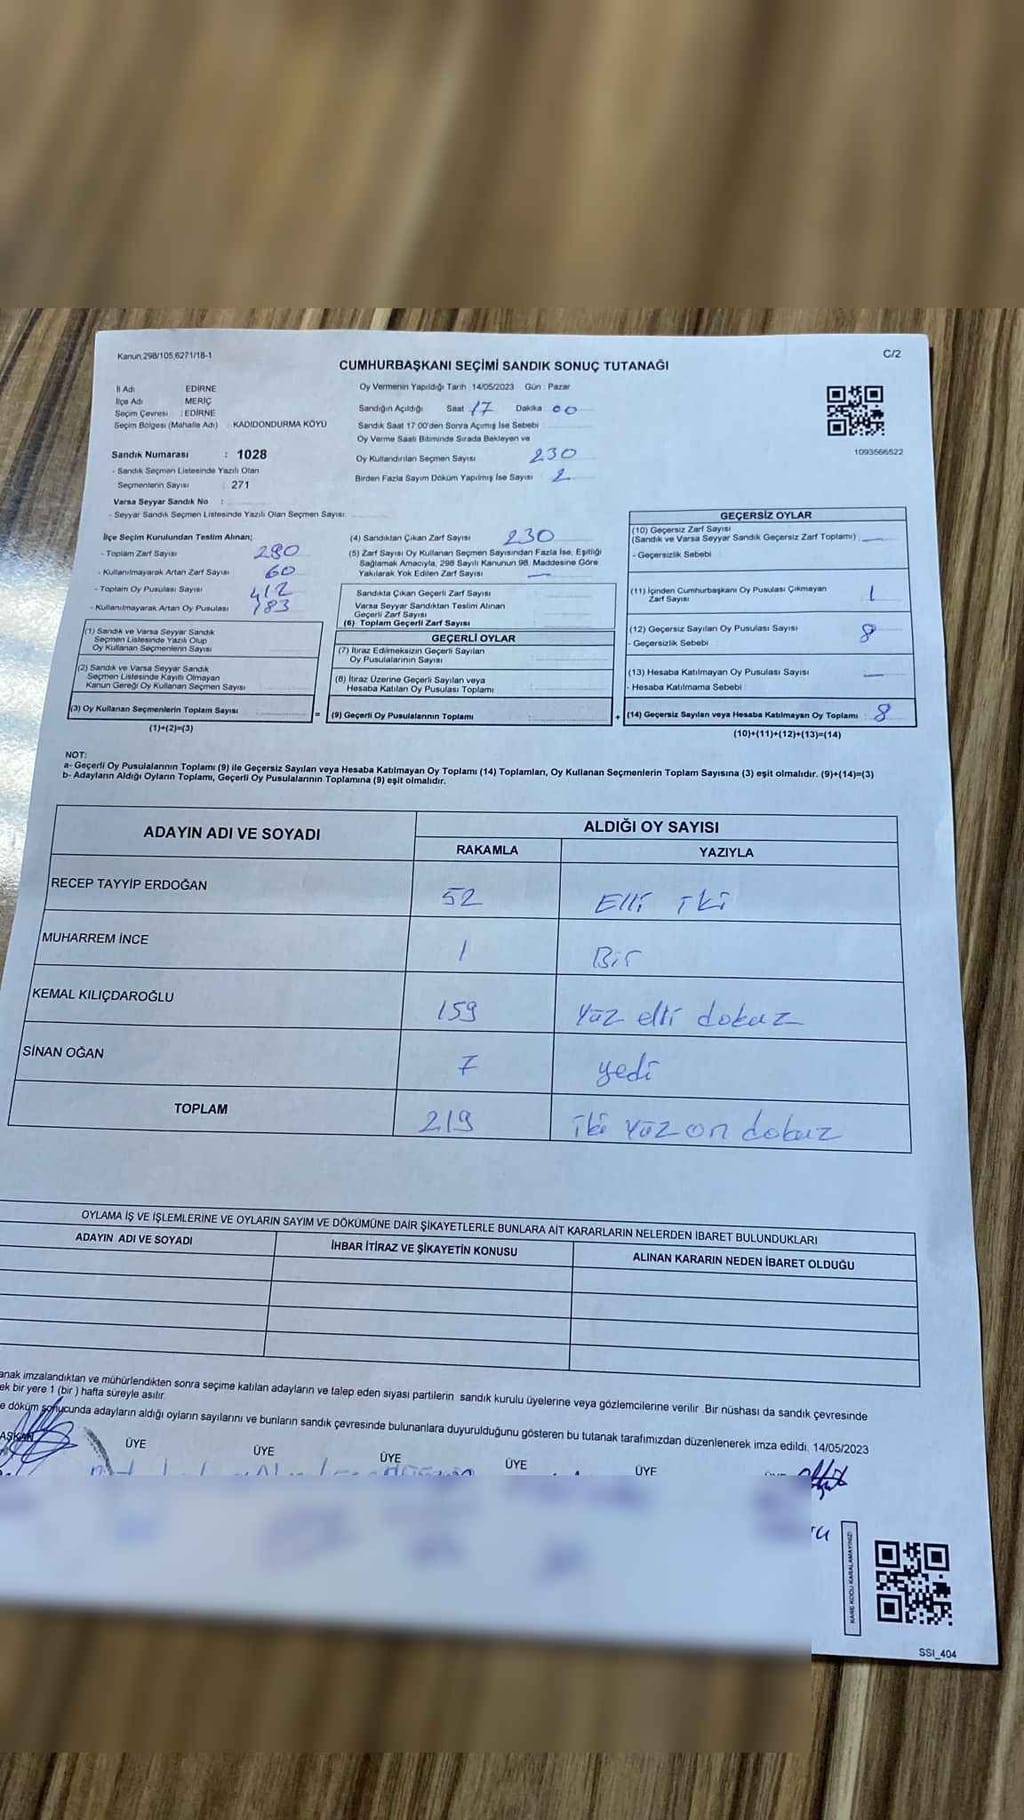 Kanun,298/105,6271/18-1
C/2
CUMHURBAŞKANI SEÇİMİ SANDIK SONUÇ TUTANAĞI
İl Adı EDİRNE
İlçe Adı MERİÇ
Seçim Çevresi : EDİRNE
Seçim Bölgesi (Mahalle Adı) : KADIDONDURMA KÖYÜ
Sandık Numarası : 1028
- Sandık Seçmen Listesinde Yazılı Olan
Seçmenlerin Sayısı : 271
Varsa Seyyar Sandık No :
- Seyyar Sandık Seçmen Listesinde Yazılı Olan Seçmen Sayısı:
Oy Vermenin Yapıldığı Tarih 14/05/2023 Gün : Pazar
Sandığın Açıldığı Saat 17 Dakika 00
Sandık Saat 17.00'den Sonra Açımış İse Sebebi
Oy Verme Saati Bitiminde Sırada Bekleyen ve
Oy Kullandırılan Seçmen Sayısı 230
Birden Fazla Sayım Döküm Yapılmış İse Sayısı 2
1093566522
İlçe Seçim Kurulundan Teslim Alınan;
- Toplam Zarf Sayısı 290
- Kullanılmayarak Artan Zarf Sayısı 60
- Toplam Oy Pusulası Sayısı 412
- Kullanılmayarak Artan Oy Pusulası 183
(1) Sandık ve Varsa Seyyar Sandık
Seçmen Listesinde Yazılı Olup
Oy Kullanan Seçmenlerin Sayısı
(2) Sandık ve Varsa Seyyar Sandık
Seçmen Listesinde Kayıtlı Olmayan
Kanun Gereği Oy Kullanan Seçmen Sayısı
(3) Oy Kullanan Seçmenlerin Toplam Sayısı =
(1)+(2)=(3)
(4) Sandıktan Çıkan Zarf Sayısı 230
(5) Zarf Sayısı Oy Kullanan Seçmen Sayısından Fazla İse, Eşitliği
Sağlamak Amacıyla, 298 Sayılı Kanunun 98. Maddesine Göre
Yakılarak Yok Edilen Zarf Sayısı —
Sandıkta Çıkan Geçerli Zarf Sayısı
Varsa Seyyar Sandıktan Teslim Alınan
Geçerli Zarf Sayısı
(6) Toplam Geçerli Zarf Sayısı
GEÇERLİ OYLAR
(7) İtiraz Edilmeksizin Geçerli Sayılan
Oy Pusulalarının Sayısı
(8) İtiraz Üzerine Geçerli Sayılan veya
Hesaba Katılan Oy Pusulası Toplamı
(9) Geçerli Oy Pusulalarının Toplamı +
GEÇERSİZ OYLAR
(10) Geçersiz Zarf Sayısı
(Sandık ve Varsa Seyyar Sandık Geçersiz Zarf Toplamı) —
- Geçersizlik Sebebi
(11) İçinden Cumhurbaşkanı Oy Pusulası Çıkmayan
Zarf Sayısı 1
(12) Geçersiz Sayılan Oy Pusulası Sayısı 8
- Geçersizlik Sebebi
(13) Hesaba Katılmayan Oy Pusulası Sayısı —
- Hesaba Katılmama Sebebi
(14) Geçersiz Sayılan veya Hesaba Katılmayan Oy Toplamı : 8
(10)+(11)+(12)+(13)=(14)
NOT:
a- Geçerli Oy Pusulalarının Toplamı (9) ile Geçersiz Sayılan veya Hesaba Katılmayan Oy Toplamı (14) Toplamları, Oy Kullanan Seçmenlerin Toplam Sayısına (3) eşit olmalıdır. (9)+(14)=(3)
b- Adayların Aldığı Oyların Toplamı, Geçerli Oy Pusulalarının Toplamına (9) eşit olmalıdır.
ADAYIN ADI VE SOYADI ALDIĞI OY SAYISI
RAKAMLA YAZIYLA
RECEP TAYYİP ERDOĞAN 52 Elli iki
MUHARREM İNCE 1 Bir
KEMAL KILIÇDAROĞLU 159 yüz elli dokuz
SİNAN OĞAN 7 yedi
TOPLAM 219 iki yüz on dokuz
OYLAMA İŞ VE İŞLEMLERİNE VE OYLARIN SAYIM VE DÖKÜMÜNE DAİR ŞİKAYETLERLE BUNLARA AİT KARARLARIN NELERDEN İBARET BULUNDUKLARI
ADAYIN ADI VE SOYADI İHBAR İTİRAZ VE ŞİKAYETİN KONUSU ALINAN KARARIN NEDEN İBARET OLDUĞU
anak imzalandıktan ve mühürlendikten sonra seçime katılan adayların ve talep eden siyasi partilerin sandık kurulu üyelerine veya gözlemcilerine verilir. Bir nüshası da sandık çevresinde
ek bir yere 1 (bir ) hafta süreyle asılır.
e döküm sonucunda adayların aldığı oyların sayılarını ve bunların sandık çevresinde bulunanlara duyurulduğunu gösteren bu tutanak tarafımızdan düzenlenerek imza edildi, 14/05/2023
AŞKAN ÜYE ÜYE ÜYE ÜYE ÜYE
KARE KODU KARALAMAYINIZ!
SSI_404